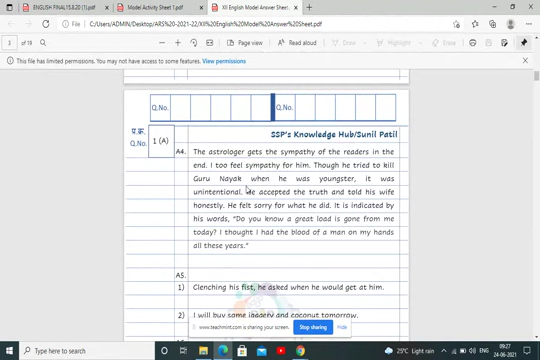 ENGLISH FINAL15.8.20 (1).pdf
Model Activity Sheet 1.pdf
XII English Model Answer Sheet.pdf
File
C:/Users/ADMIN/Desktop/ARS%20-2021-22/XII%20English%20Model%20Answer%20Sheet.pdf
3 of 19
Page view
Read aloud
Draw
Highlight
Erase
This file has limited permissions. You may not have access to some features. View permissions
Q.No.
Q.No.
SSP's Knowledge Hub/Sunil Patil
प्र.क्र.
Q.No.
1 (A)
A4. The astrologer gets the sympathy of the readers in the
end. I too feel sympathy for him. Though he tried to kill
Guru Nayak when he was youngster, it was
unintentional. He accepted the truth and told his wife
honestly. He felt sorry for what he did. It is indicated by
his words, "Do you know a great load is gone from me
today? I thought I had the blood of a man on my hands
all these years."
A5.
1) Clenching his fist, he asked when he would get at him.
2) I will buy some jaggery and coconut tomorrow.
www.teachmint.com is sharing your screen.
Stop sharing
Hide
Type here to search
25°C Light rain
ENG
09:27
24-06-2021